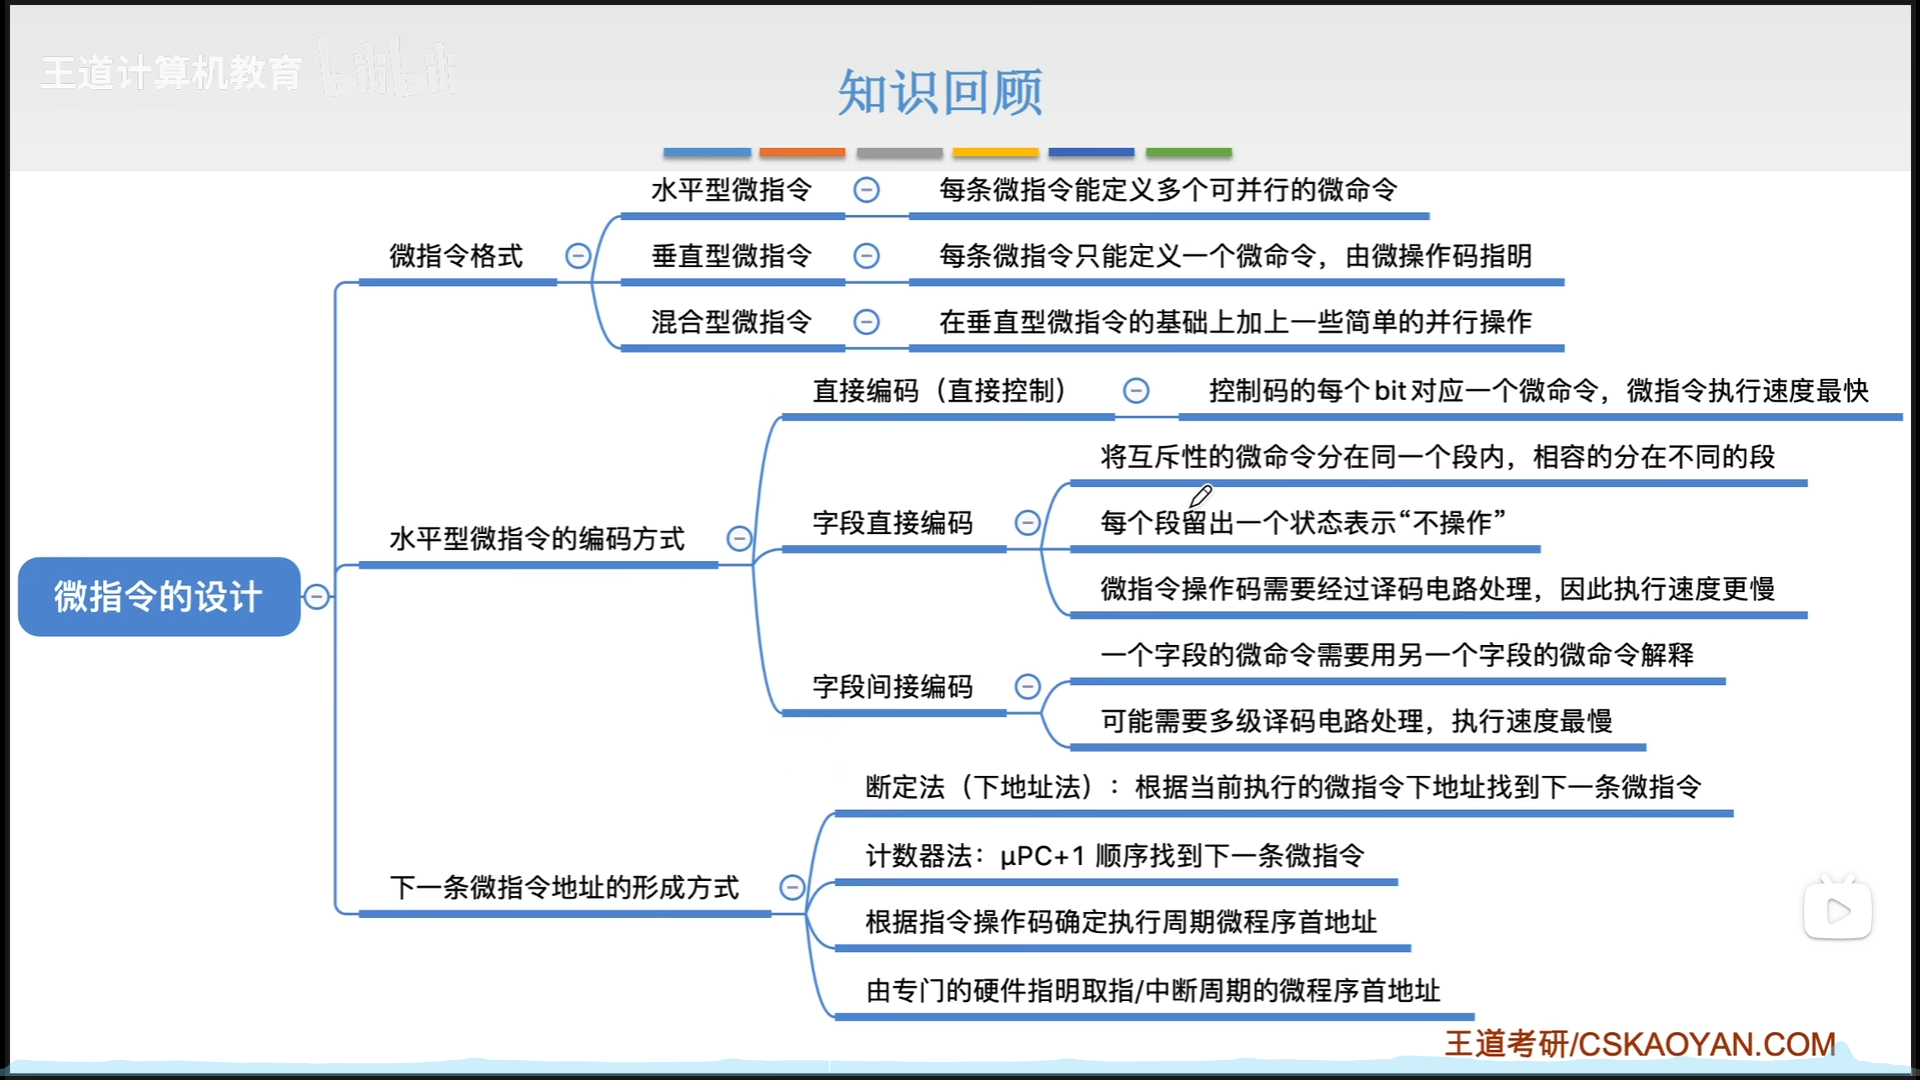 王道计算机教育 bilibili
知识回顾
水平型微指令 每条微指令能定义多个可并行的微命令
微指令格式 垂直型微指令 每条微指令只能定义一个微命令，由微操作码指明
混合型微指令 在垂直型微指令的基础上加上一些简单的并行操作
直接编码（直接控制） 控制码的每个bit对应一个微命令，微指令执行速度最快
将互斥性的微命令分在同一个段内，相容的分在不同的段
水平型微指令的编码方式 字段直接编码 每个段留出一个状态表示“不操作”
微指令操作码需要经过译码电路处理，因此执行速度更慢
微指令的设计
一个字段的微命令需要用另一个字段的微命令解释
字段间接编码
可能需要多级译码电路处理，执行速度最慢
断定法（下地址法）：根据当前执行的微指令下地址找到下一条微指令
计数器法：μPC+1 顺序找到下一条微指令
下一条微指令地址的形成方式
根据指令操作码确定执行周期微程序首地址
由专门的硬件指明取指/中断周期的微程序首地址
王道考研/CSKAOYAN.COM